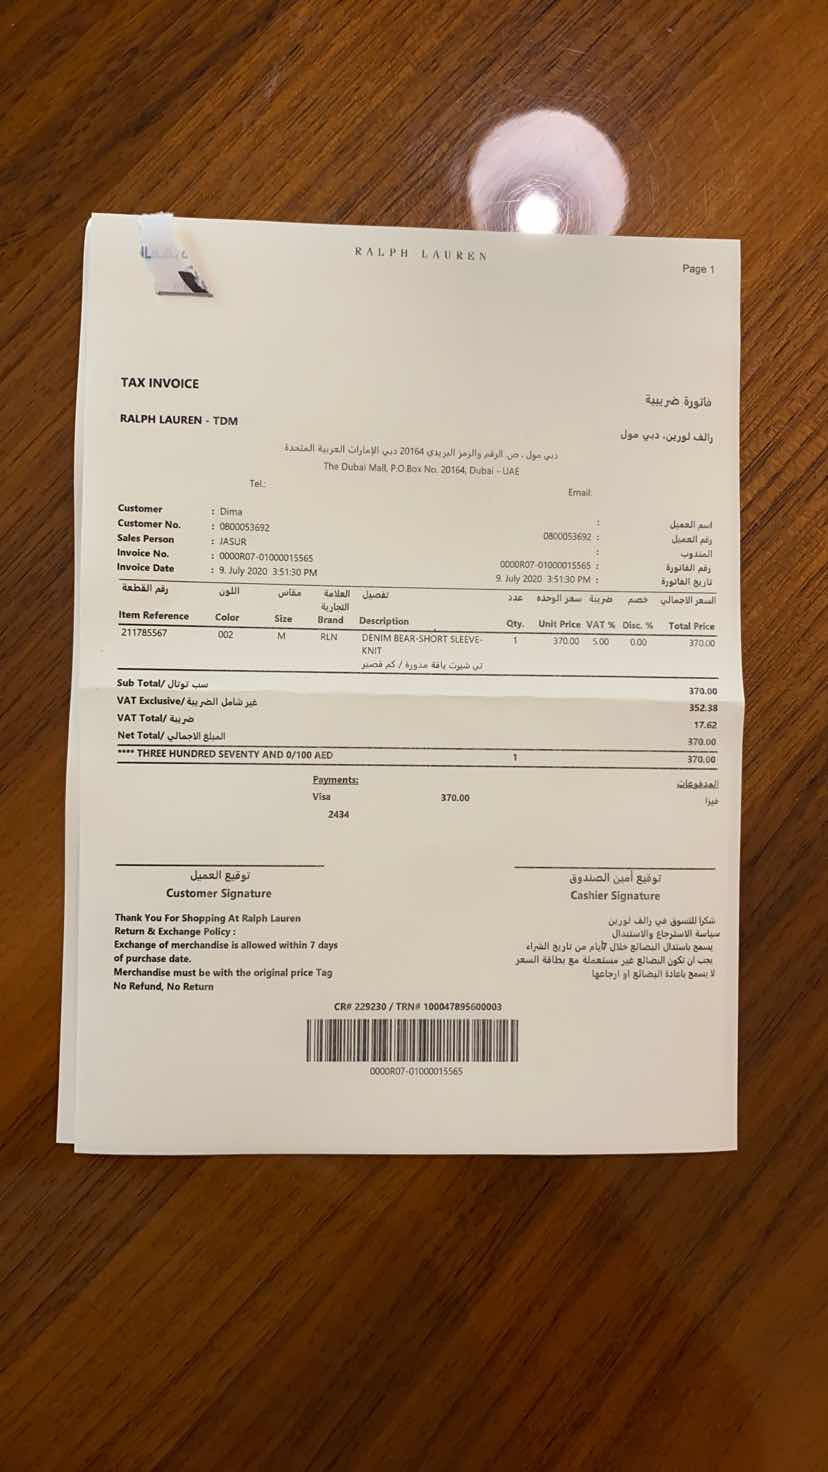 RALPH LAUREN
Page 1
TAX INVOICE
فاتورة ضريبية
RALPH LAUREN - TDM
رالف لورين، دبي مول
دبي مول ، ص. الرقم والرمز البريدي 20164 دبي الإمارات العربية المتحدة
The Dubai Mall, P.O.Box No. 20164, Dubai - UAE
Tel.: Email:
Customer : Dima : اسم العميل
Customer No. : 0800053692 0800053692 : رقم العميل
Sales Person : JASUR : المندوب
Invoice No. : 0000R07-01000015565 0000R07-01000015565 : رقم الفاتورة
Invoice Date : 9. July 2020 3:51:30 PM 9. July 2020 3:51:30 PM : تاريخ الفاتورة
رقم القطعة اللون مقاس العلامة التجارية تفصيل عدد سعر الوحده ضريبة خصم السعر الاجمالي
Item Reference Color Size Brand Description Qty. Unit Price VAT % Disc. % Total Price
211785567 002 M RLN DENIM BEAR-SHORT SLEEVE- 1 370.00 5.00 0.00 370.00
KNIT
تي شيرت ياقة مدورة / كم قصير
Sub Total/ سب توتال 370.00
VAT Exclusive/ غير شامل الضريبة 352.38
VAT Total/ ضريبة 17.62
Net Total/ المبلغ الاجمالي 370.00
**** THREE HUNDRED SEVENTY AND 0/100 AED 1 370.00
Payments: المدفوعات
Visa 370.00 فيزا
2434
توقيع العميل توقيع أمين الصندوق
Customer Signature Cashier Signature
Thank You For Shopping At Ralph Lauren شكرا للتسوق في رالف لورين
Return & Exchange Policy : سياسة الاسترجاع والاستبدال
Exchange of merchandise is allowed within 7 days يسمح باستبدال البضائع خلال 7أيام من تاريخ الشراء
of purchase date. يجب ان تكون البضائع غير مستعملة مع بطاقة السعر
Merchandise must be with the original price Tag لا يسمح باعادة البضائع او ارجاعها
No Refund, No Return
CR# 229230 / TRN# 100047895600003
0000R07-01000015565